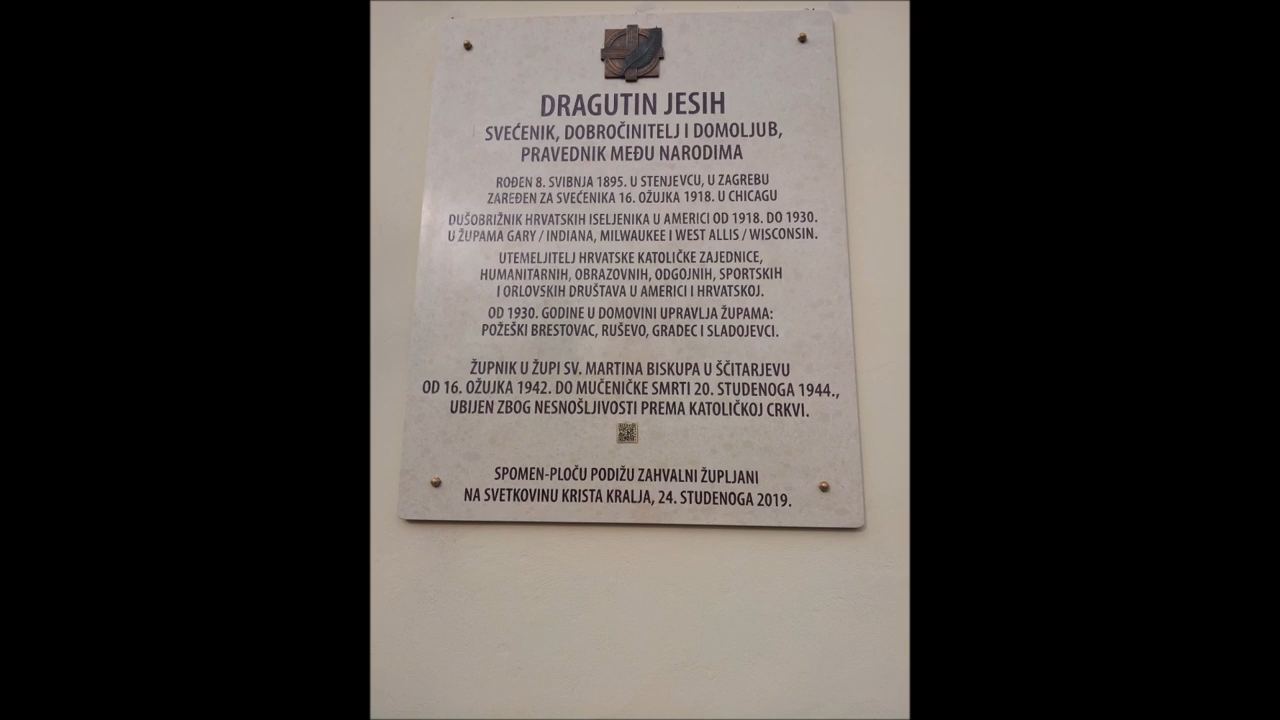 DRAGUTIN JESIH
SVEĆENIK, DOBROČINITELJ I DOMOLJUB,
PRAVEDNIK MEĐU NARODIMA
ROĐEN 8. SVIBNJA 1895. U STENJEVCU, U ZAGREBU
ZAREĐEN ZA SVEĆENIKA 16. OŽUJKA 1918. U CHICAGU
DUŠOBRIŽNIK HRVATSKIH ISELJENIKA U AMERICI OD 1918. DO 1930.
U ŽUPAMA GARY / INDIANA, MILWAUKEE I WEST ALLIS / WISCONSIN.
UTEMELJITELJ HRVATSKE KATOLIČKE ZAJEDNICE,
HUMANITARNIH, OBRAZOVNIH, ODGOJNIH, SPORTSKIH
I ORLOVSKIH DRUŠTAVA U AMERICI I HRVATSKOJ.
OD 1930. GODINE U DOMOVINI UPRAVLJA ŽUPAMA:
POŽEŠKI BRESTOVAC, RUŠEVO, GRADEC I SLADOJEVCI.
ŽUPNIK U ŽUPI SV. MARTINA BISKUPA U ŠČITARJEVU
OD 16. OŽUJKA 1942. DO MUČENIČKE SMRTI 20. STUDENOGA 1944.,
UBIJEN ZBOG NESNOŠLJIVOSTI PREMA KATOLIČKOJ CRKVI.
SPOMEN-PLOČU PODIŽU ZAHVALNI ŽUPLJANI
NA SVETKOVINU KRISTA KRALJA, 24. STUDENOGA 2019.